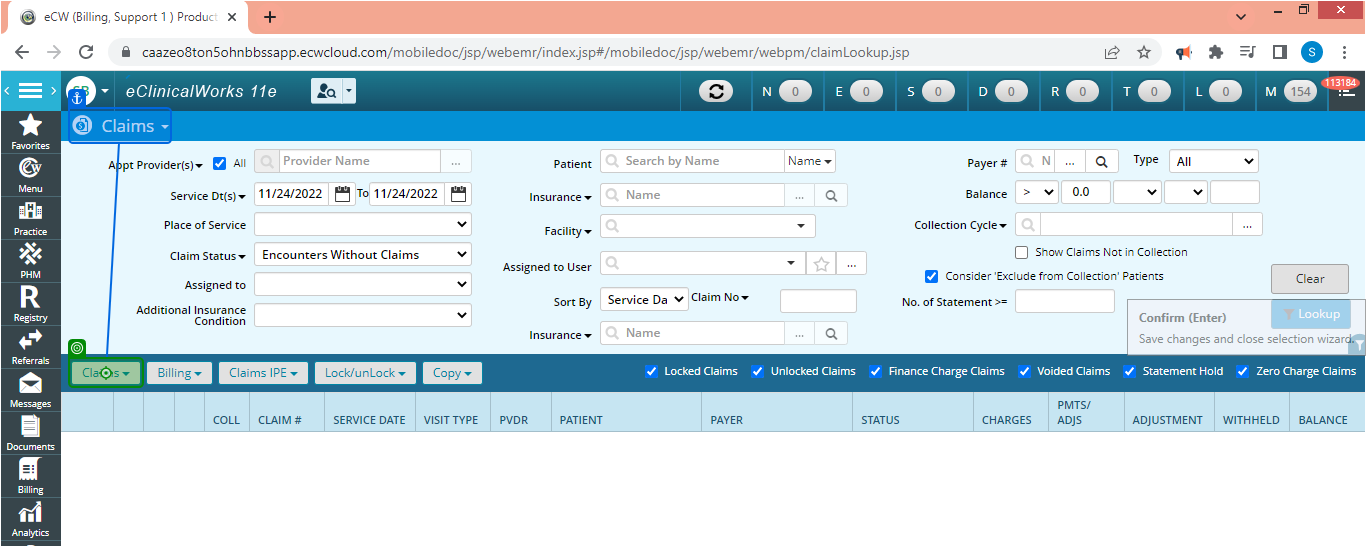 eCW (Billing, Support 1 ) Product
caazeo8ton5ohnbbssapp.ecwcloud.com/mobiledoc/jsp/webemr/index.jsp#/mobiledoc/jsp/webemr/webpm/claimLookup.jsp
S
SB eClinicalWorks 11e N 0 E 0 S 0 D 0 R 0 T 0 L 0 M 154 113184
Claims
Favorites
Menu
Practice
PHM
Registry
Referrals
Messages
Documents
Billing
Analytics
Appt Provider(s) All Provider Name ...
Service Dt(s) 11/24/2022 To 11/24/2022
Place of Service
Claim Status Encounters Without Claims
Assigned to
Additional Insurance
Condition
Patient Search by Name Name
Insurance Name ...
Facility
Assigned to User ...
Sort By Service Da Claim No
Insurance Name ...
Payer # N ... Type All
Balance > 0.0
Collection Cycle ...
Show Claims Not in Collection
Consider 'Exclude from Collection' Patients
No. of Statement >=
Clear
Lookup
Confirm (Enter)
Save changes and close selection wizard.
Claims Billing Claims IPE Lock/unLock Copy
Locked Claims Unlocked Claims Finance Charge Claims Voided Claims Statement Hold Zero Charge Claims
COLL CLAIM # SERVICE DATE VISIT TYPE PVDR PATIENT PAYER STATUS CHARGES PMTS/
ADJS ADJUSTMENT WITHHELD BALANCE